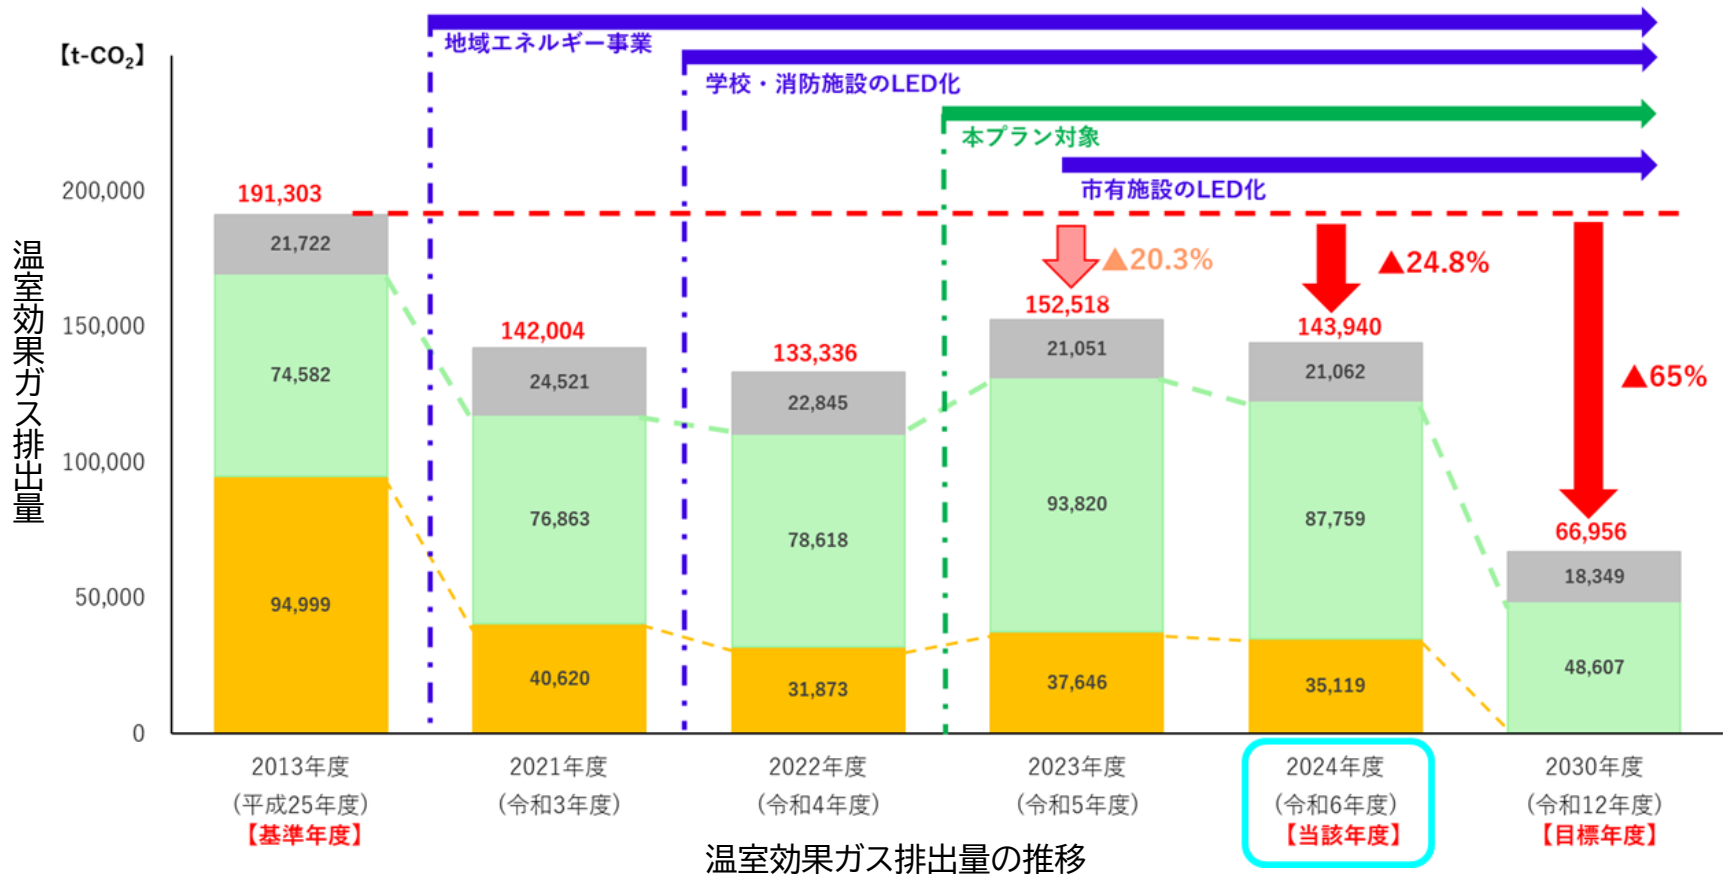 地域エネルギー事業
【t-CO₂】
学校・消防施設のLED化
本プラン対象
市有施設のLED化
200,000
150,000
100,000
50,000
0
温室効果ガス排出量
191,303
21,722
74,582
94,999
142,004
24,521
76,863
40,620
133,336
22,845
78,618
31,873
▲20.3%
152,518
21,051
93,820
37,646
▲24.8%
143,940
21,062
87,759
35,119
▲65%
66,956
18,349
48,607
2013年度
(平成25年度)
【基準年度】
2021年度
(令和3年度)
2022年度
(令和4年度)
2023年度
(令和5年度)
2024年度
(令和6年度)
【当該年度】
2030年度
(令和12年度)
【目標年度】
温室効果ガス排出量の推移